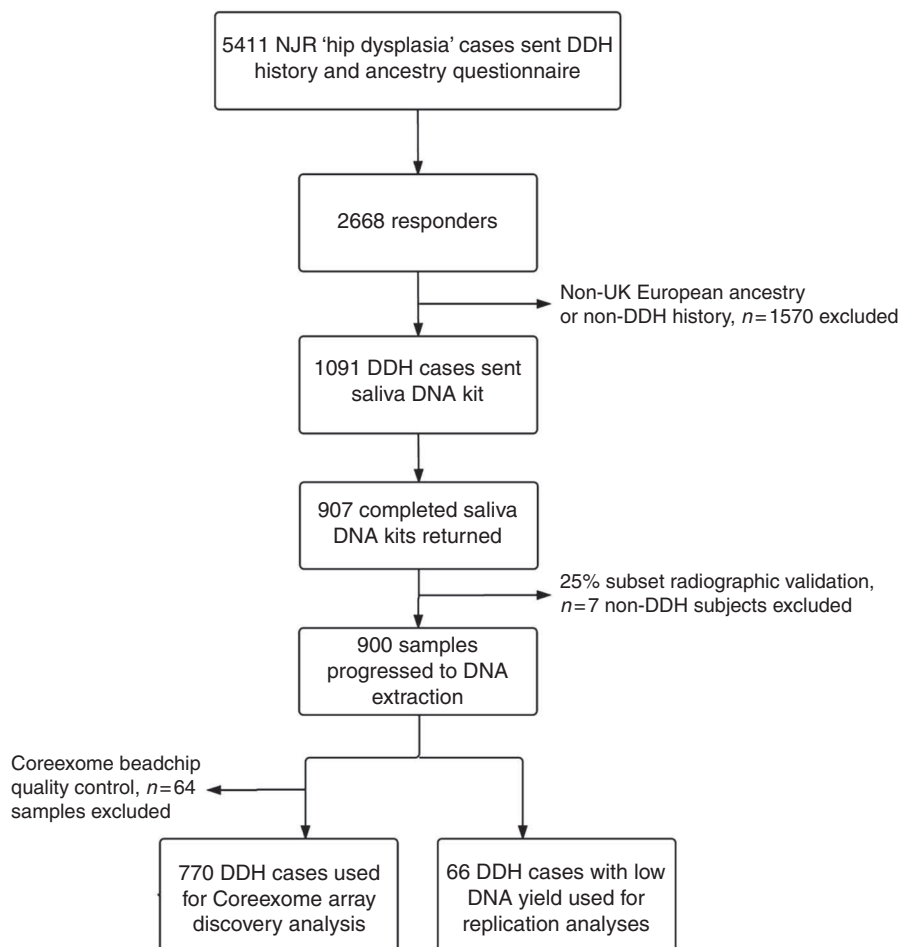 5411 NJR ‘hip dysplasia’ cases sent DDH
history and ancestry questionnaire
2668 responders
Non-UK European ancestry
or non-DDH history, n=1570 excluded
1091 DDH cases sent
saliva DNA kit
907 completed saliva
DNA kits returned
25% subset radiographic validation,
n=7 non-DDH subjects excluded
900 samples
progressed to DNA
extraction
Coreexome beadchip
quality control, n=64
samples excluded
770 DDH cases used
for Coreexome array
discovery analysis
66 DDH cases with low
DNA yield used for
replication analyses